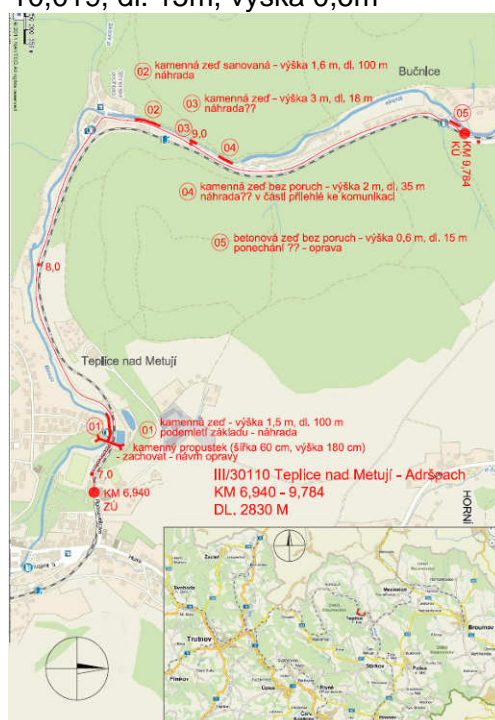 10,019, dl. 15m, výška 0,6m
02 kamenná zeď sanovaná - výška 1,6 m, dl. 100 m
náhrada
Bučnice
03 kamenná zeď - výška 3 m, dl. 18 m
náhrada??
02
03
9,0
04
05
KM 9,784
KÚ
04 kamenná zeď bez poruch - výška 2 m, dl. 35 m
náhrada?? v části přilehlé ke komunikaci
05 betonová zeď bez poruch - výška 0,6 m, dl. 15 m
ponechání ?? - oprava
8,0
Teplice nad Metují
01
01 kamenná zeď - výška 1,5 m, dl. 100 m
podemletí základu - náhrada
kamenný propustek (šířka 60 cm, výška 180 cm)
- zachovat - návrh opravy
7,0
KM 6,940
ZÚ
III/30110 Teplice nad Metují - Adršpach
KM 6,940 - 9,784
DL. 2830 M
HORNÍ
Trutnov
Broumov
Teplice